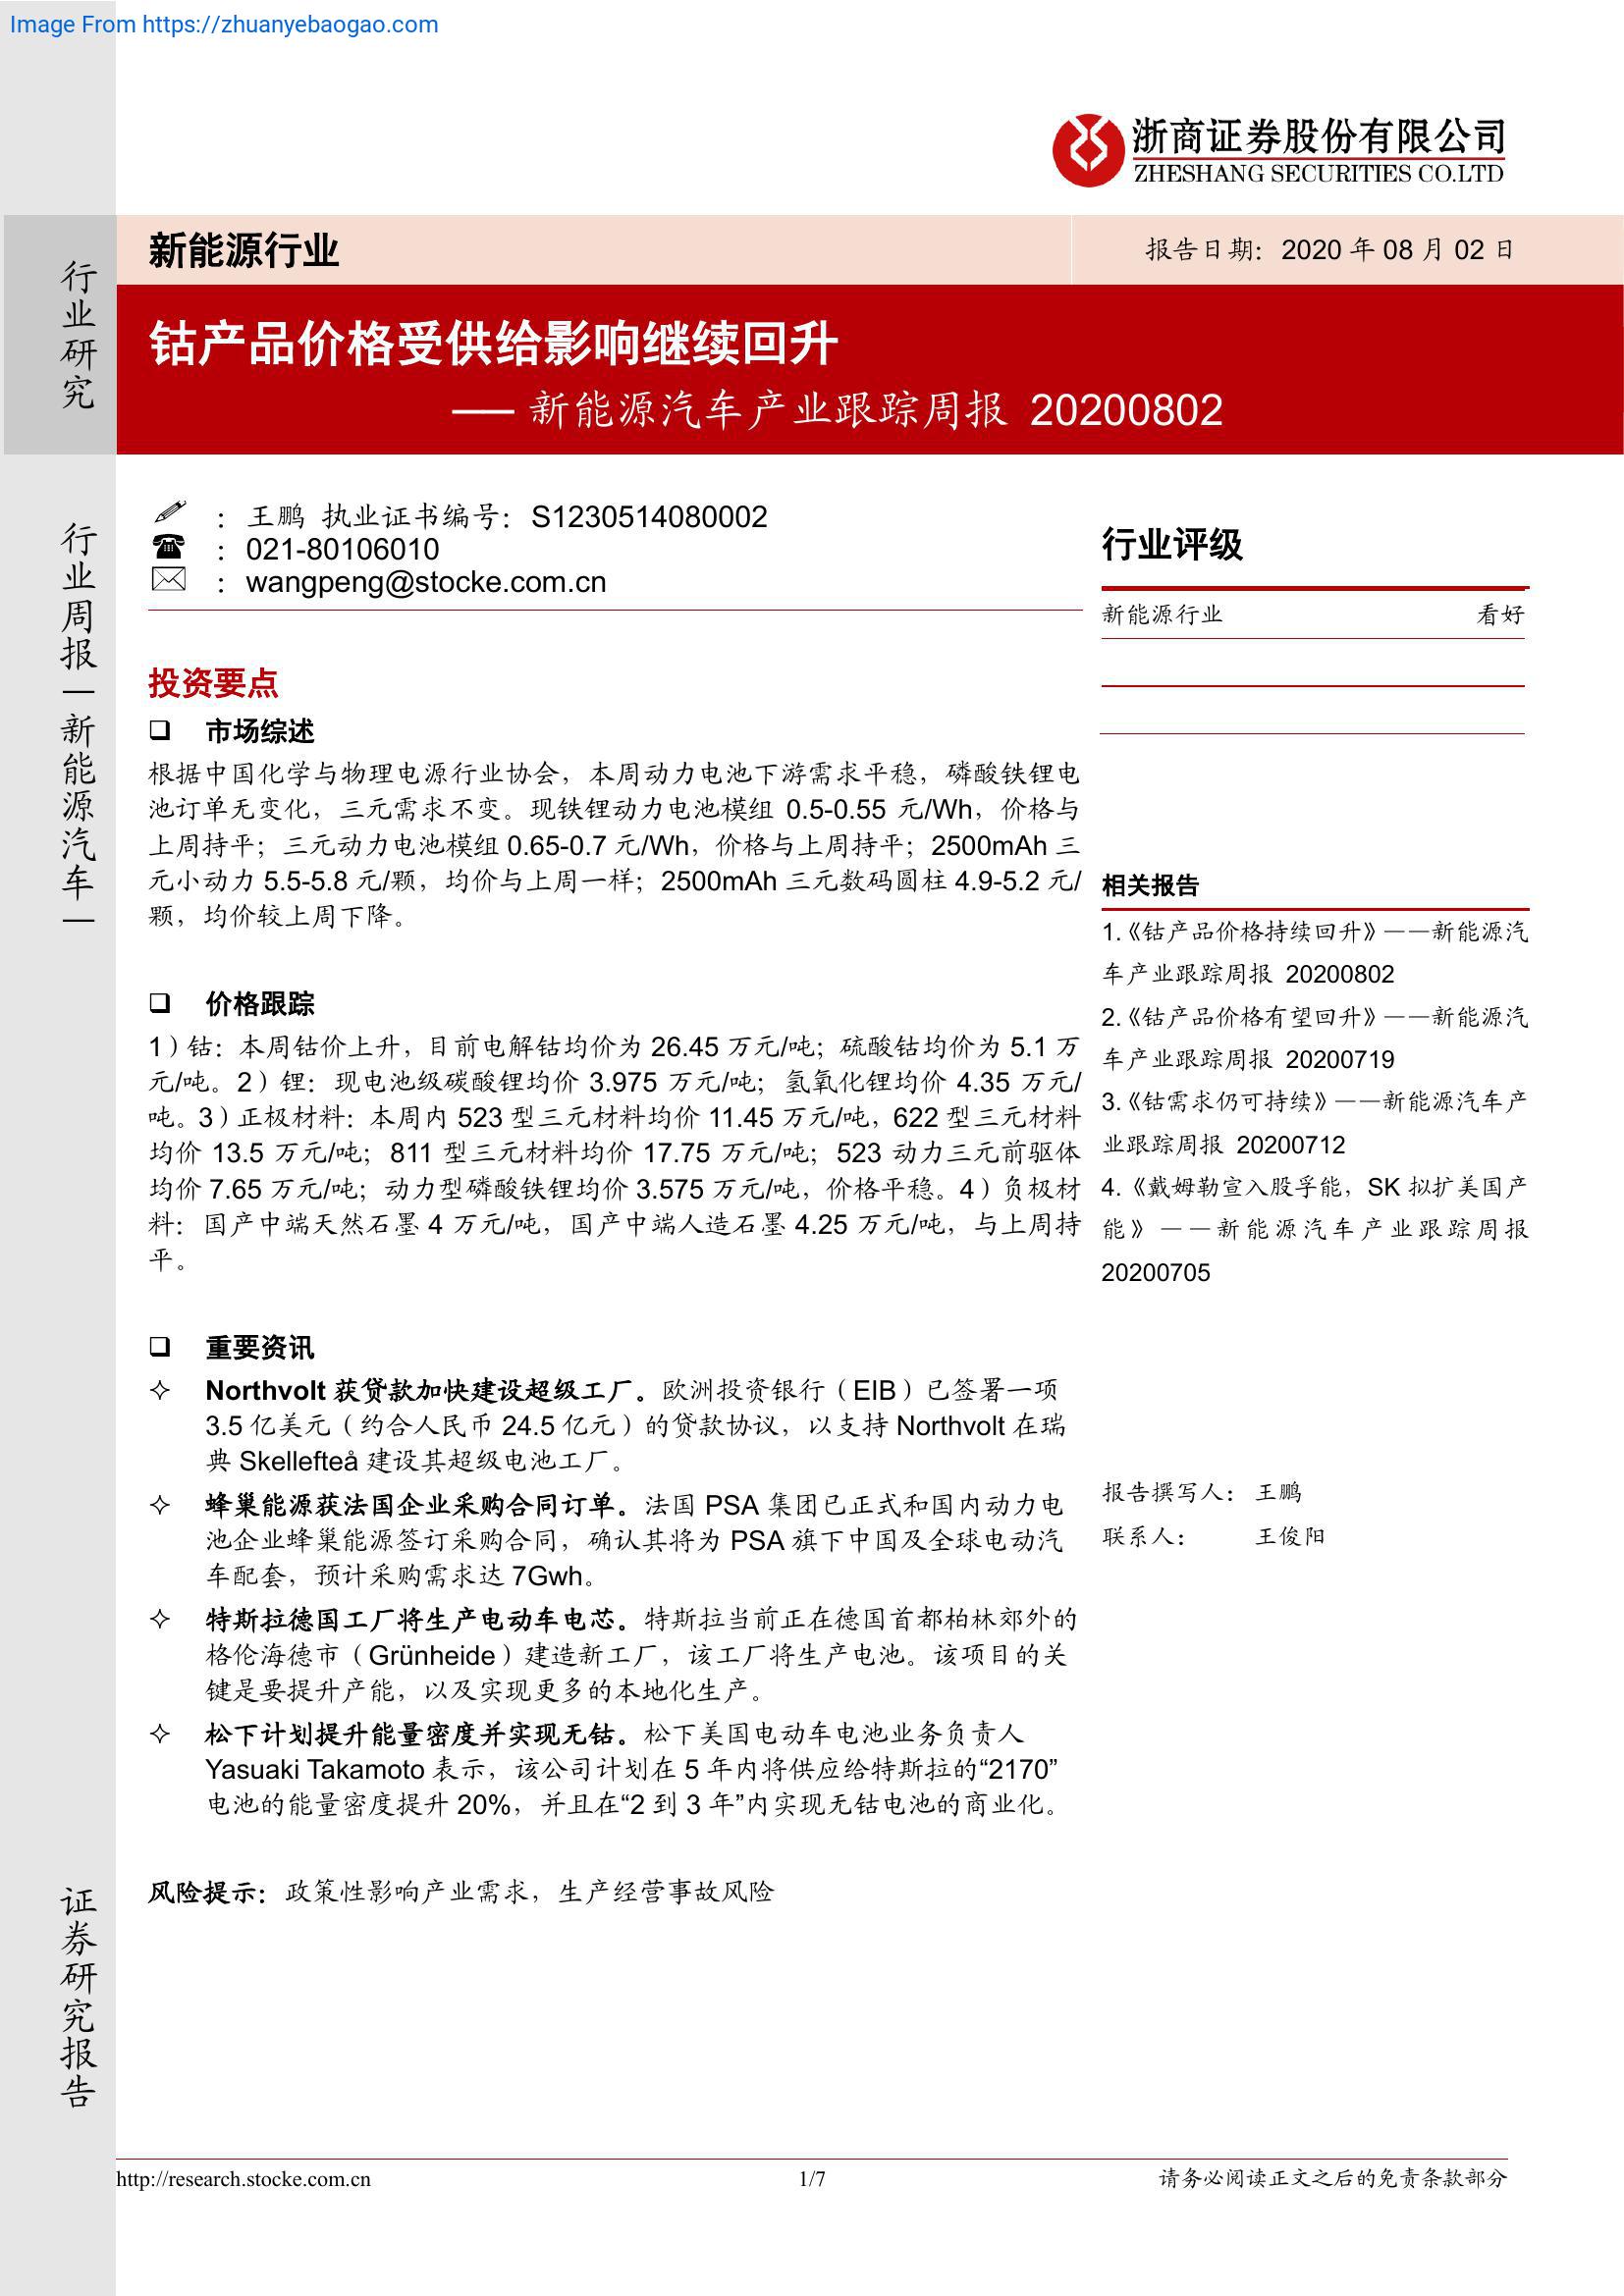 Image From https://zhuanyebaogao.com
浙商证券股份有限公司
ZHESHANG SECURITIES CO.LTD
新能源行业
报告日期：2020 年 08 月 02 日
钴产品价格受供给影响继续回升
—— 新能源汽车产业跟踪周报 20200802
行业研究
行业周报｜新能源汽车｜
证券研究报告
： 王鹏 执业证书编号：S1230514080002
： 021-80106010
： wangpeng@stocke.com.cn
投资要点
❑ 市场综述
根据中国化学与物理电源行业协会，本周动力电池下游需求平稳，磷酸铁锂电
池订单无变化，三元需求不变。现铁锂动力电池模组 0.5-0.55 元/Wh，价格与
上周持平；三元动力电池模组 0.65-0.7 元/Wh，价格与上周持平；2500mAh 三
元小动力 5.5-5.8 元/颗，均价与上周一样；2500mAh 三元数码圆柱 4.9-5.2 元/
颗，均价较上周下降。
❑ 价格跟踪
1）钴：本周钴价上升，目前电解钴均价为 26.45 万元/吨；硫酸钴均价为 5.1 万
元/吨。2）锂：现电池级碳酸锂均价 3.975 万元/吨；氢氧化锂均价 4.35 万元/
吨。3）正极材料：本周内 523 型三元材料均价 11.45 万元/吨，622 型三元材料
均价 13.5 万元/吨；811 型三元材料均价 17.75 万元/吨；523 动力三元前驱体
均价 7.65 万元/吨；动力型磷酸铁锂均价 3.575 万元/吨，价格平稳。4）负极材
料：国产中端天然石墨 4 万元/吨，国产中端人造石墨 4.25 万元/吨，与上周持
平。
❑ 重要资讯
✧ Northvolt 获贷款加快建设超级工厂。欧洲投资银行（EIB）已签署一项
3.5 亿美元（约合人民币 24.5 亿元）的贷款协议，以支持 Northvolt 在瑞
典 Skellefteå 建设其超级电池工厂。
✧ 蜂巢能源获法国企业采购合同订单。法国 PSA 集团已正式和国内动力电
池企业蜂巢能源签订采购合同，确认其将为 PSA 旗下中国及全球电动汽
车配套，预计采购需求达 7Gwh。
✧ 特斯拉德国工厂将生产电动车电芯。特斯拉当前正在德国首都柏林郊外的
格伦海德市（Grünheide）建造新工厂，该工厂将生产电池。该项目的关
键是要提升产能，以及实现更多的本地化生产。
✧ 松下计划提升能量密度并实现无钴。松下美国电动车电池业务负责人
Yasuaki Takamoto 表示，该公司计划在 5 年内将供应给特斯拉的“2170”
电池的能量密度提升 20%，并且在“2 到 3 年”内实现无钴电池的商业化。
风险提示：政策性影响产业需求，生产经营事故风险
行业评级
新能源行业 看好
相关报告
1.《钴产品价格持续回升》——新能源汽
车产业跟踪周报 20200802
2.《钴产品价格有望回升》——新能源汽
车产业跟踪周报 20200719
3.《钴需求仍可持续》——新能源汽车产
业跟踪周报 20200712
4.《戴姆勒宣入股孚能，SK 拟扩美国产
能》——新能源汽车产业跟踪周报
20200705
报告撰写人： 王鹏
联系人： 王俊阳
http://research.stocke.com.cn
1/7
请务必阅读正文之后的免责条款部分